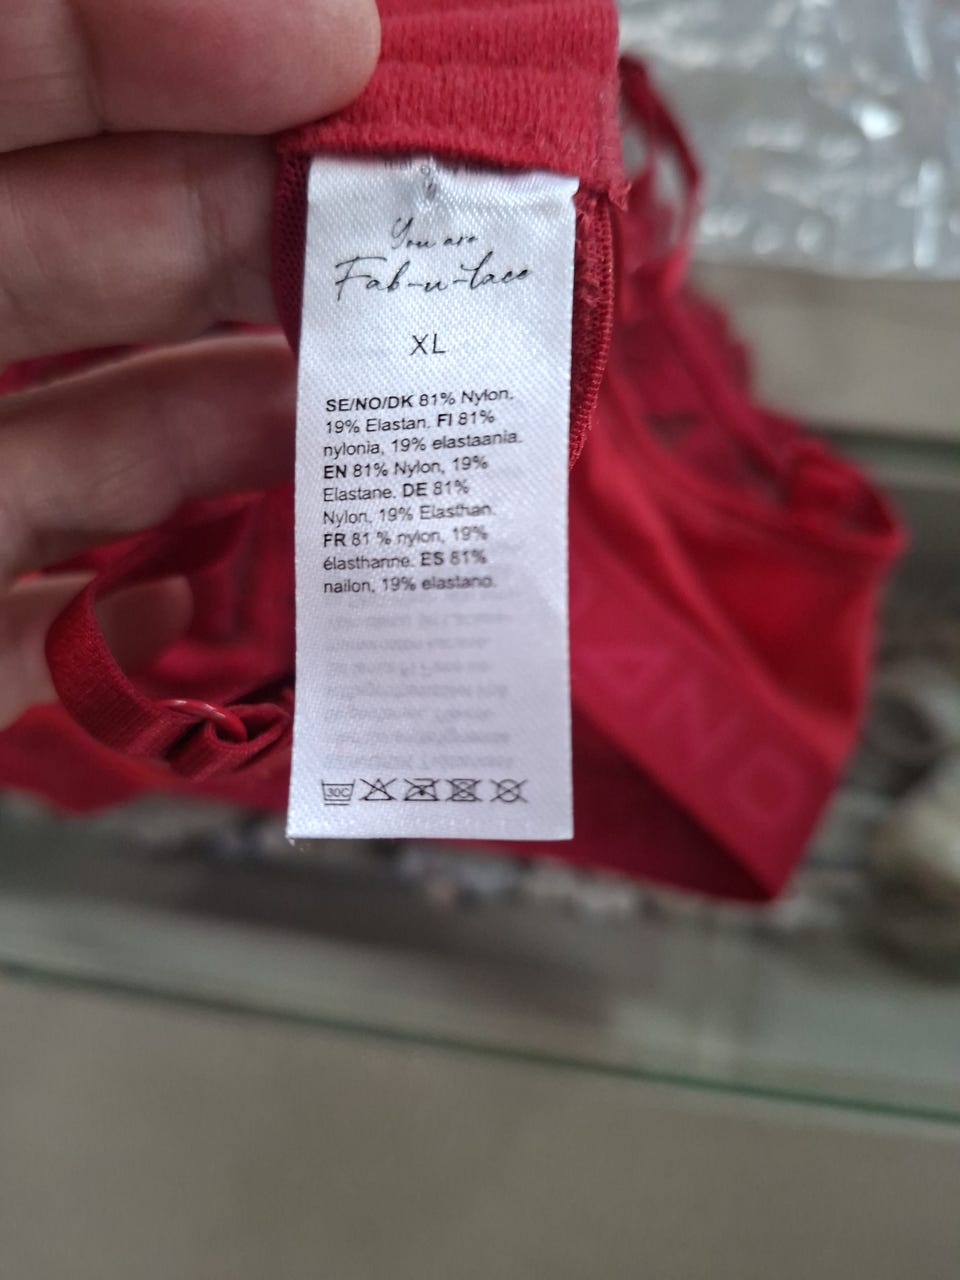 You are
Fab-u-lace
XL
SE/NO/DK 81% Nylon,
19% Elastan. FI 81%
nylonia, 19% elastaania.
EN 81% Nylon, 19%
Elastane. DE 81%
Nylon, 19% Elasthan.
FR 81 % nylon, 19%
élasthanne. ES 81%
nailon, 19% elastano.
30C